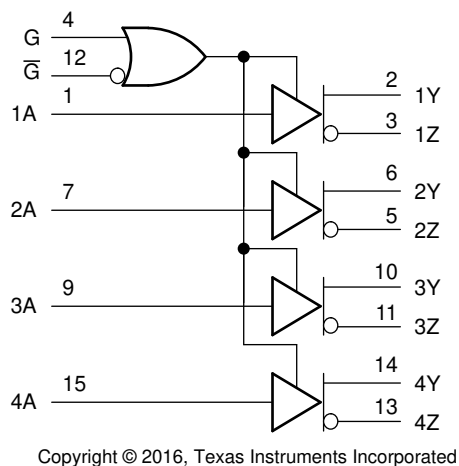 G 4
G̅ 12
1A 1
2 1Y
3 1Z
2A 7
6 2Y
5 2Z
3A 9
10 3Y
11 3Z
4A 15
14 4Y
13 4Z
Copyright © 2016, Texas Instruments Incorporated